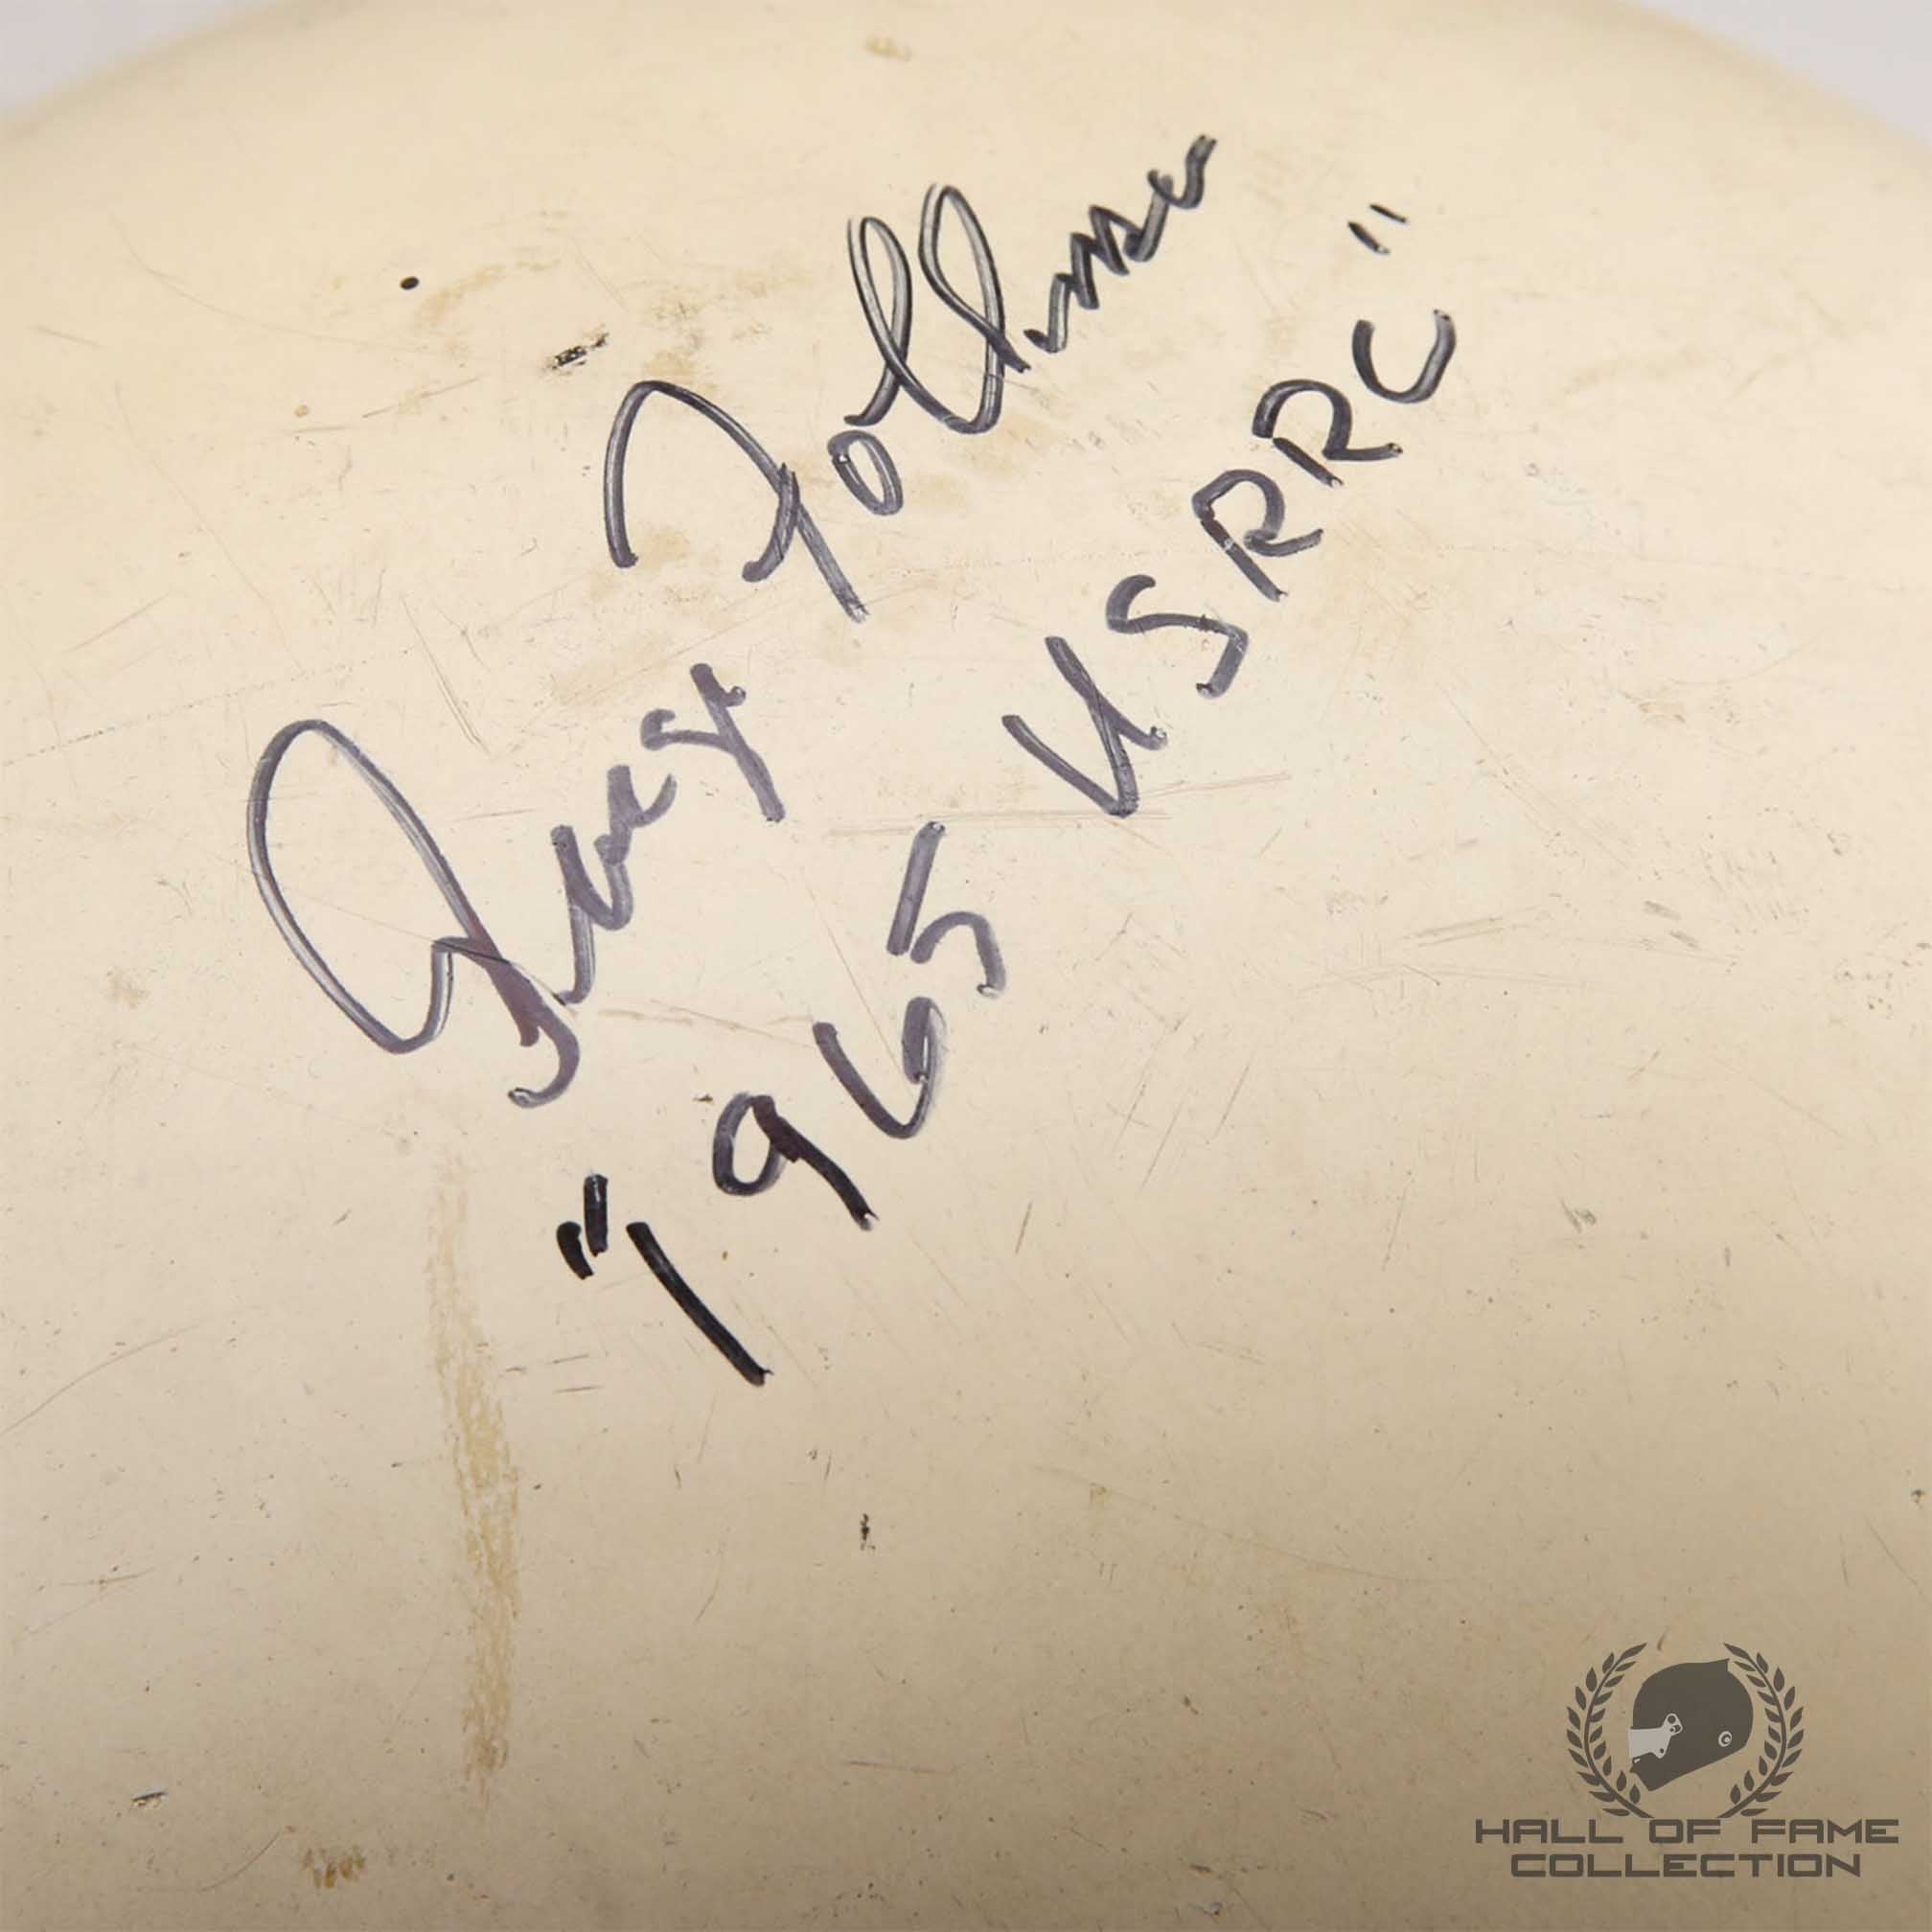 George Follmer
"1965 USRRC"
HALL OF FAME
COLLECTION